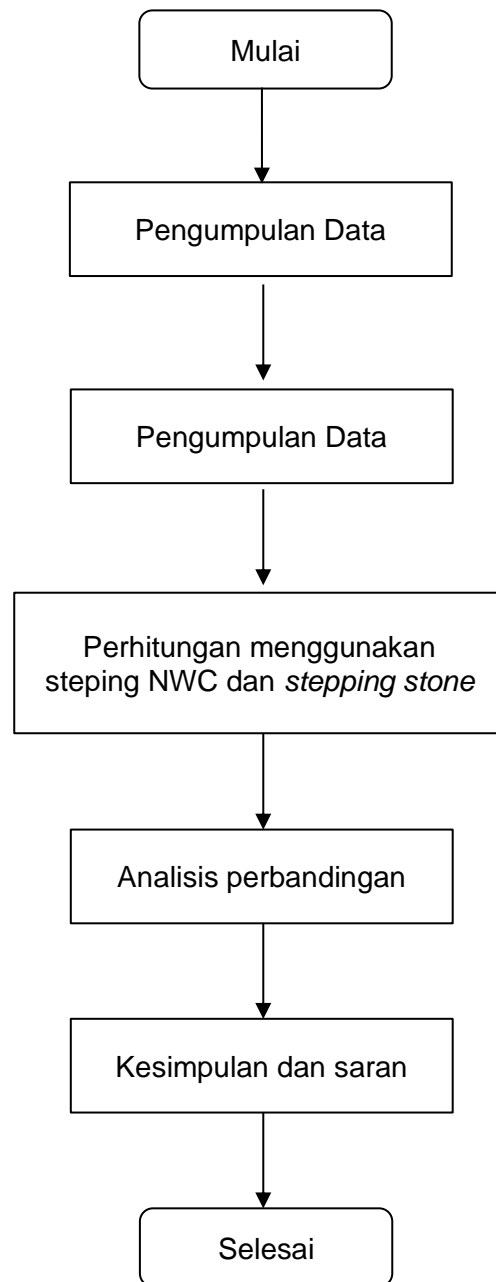 Mulai
Pengumpulan Data
Pengumpulan Data
Perhitungan menggunakan
steping NWC dan stepping stone
Analisis perbandingan
Kesimpulan dan saran
Selesai